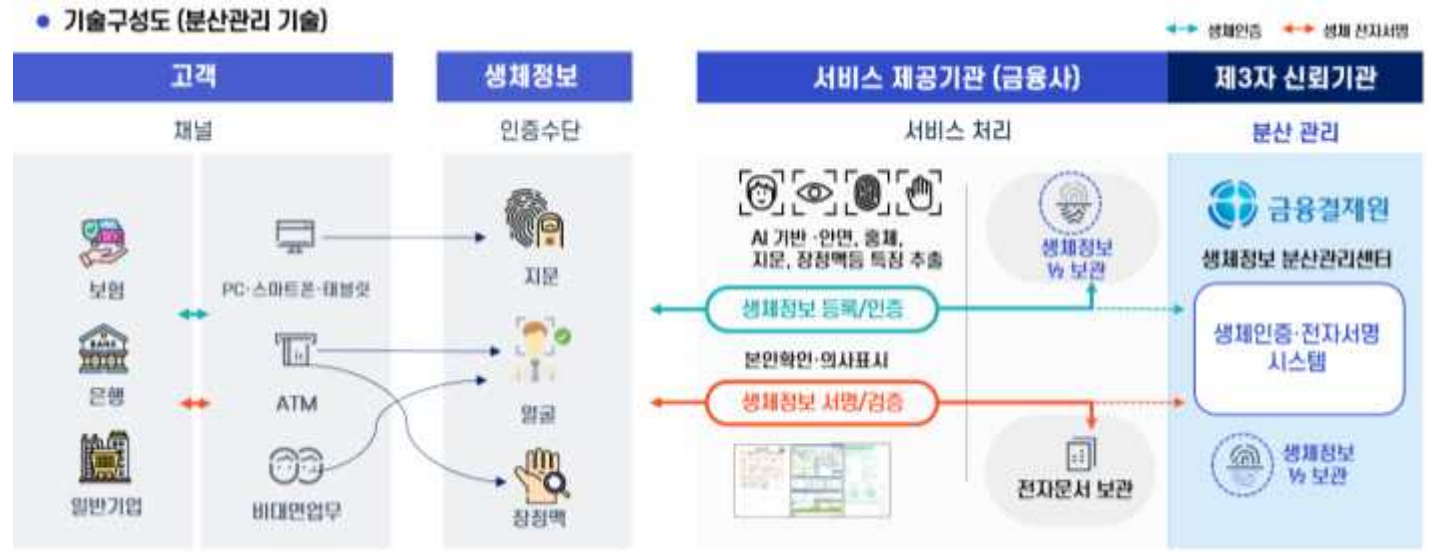 기술구성도 (분산관리 기술)
생체인증
생체 전자서명
고객
생체정보
서비스 제공기관 (금융사)
제3자 신뢰기관
채널
인증수단
서비스 처리
분산 관리
보험
은행
일반기업
PC·스마트폰·태블릿
ATM
비대면업무
지문
얼굴
장정맥
AI 기반 ·안면, 홍채,
지문, 장정맥등 특징 추출
생체정보
½ 보관
생체정보 등록/인증
본인확인·의사표시
생체정보 서명/검증
전자문서 보관
금융결제원
생체정보 분산관리센터
생체인증·전자서명
시스템
생체정보
½ 보관